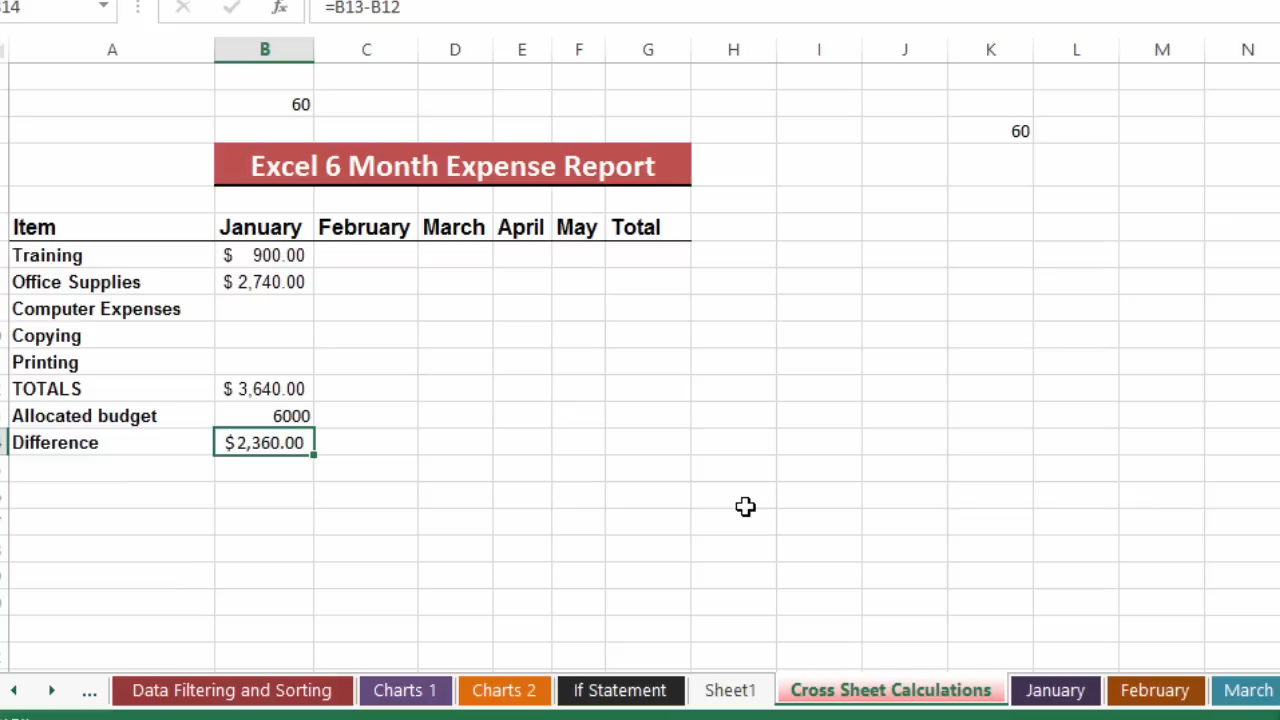 14 fx =B13-B12
A B C D E F G H I J K L M N
60
60
Excel 6 Month Expense Report
Item January February March April May Total
Training $ 900.00
Office Supplies $ 2,740.00
Computer Expenses
Copying
Printing
TOTALS $ 3,640.00
Allocated budget 6000
Difference $2,360.00
... Data Filtering and Sorting Charts 1 Charts 2 If Statement Sheet1 Cross Sheet Calculations January February March